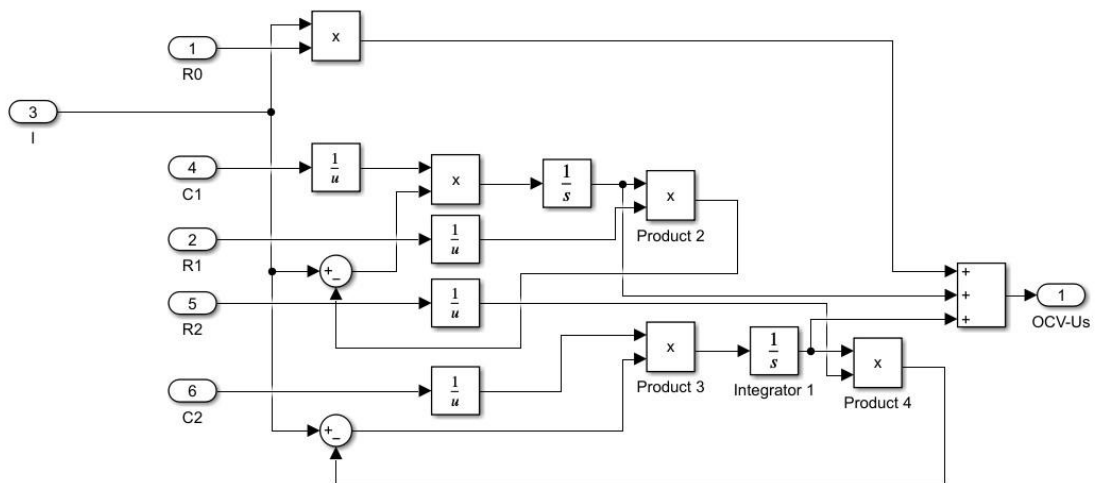 x
1
R0
3
I
4
C1
1
u
x
1
s
x
Product 2
2
R1
1
u
+
−
5
R2
1
u
+
+
+
1
OCV-Us
x
Product 3
1
s
Integrator 1
x
Product 4
6
C2
1
u
+
−